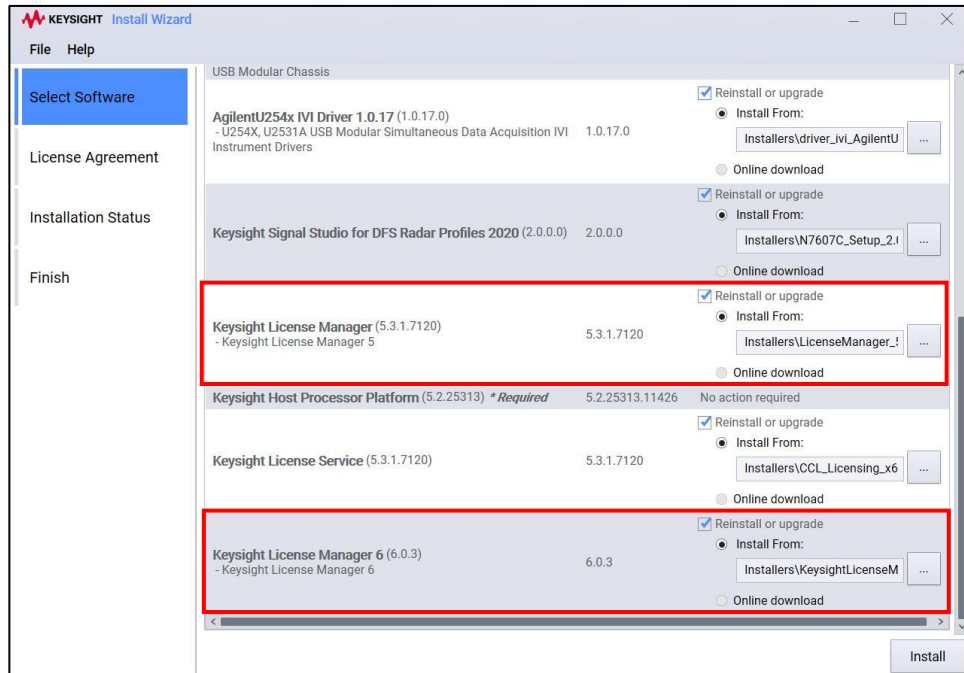 KEYSIGHT Install Wizard
File Help
Select Software
License Agreement
Installation Status
Finish
USB Modular Chassis
AgilentU254x IVI Driver 1.0.17 (1.0.17.0)
- U254X, U2531A USB Modular Simultaneous Data Acquisition IVI
Instrument Drivers
1.0.17.0
Reinstall or upgrade
Install From:
Installers\driver_ivi_AgilentU
...
Online download
Keysight Signal Studio for DFS Radar Profiles 2020 (2.0.0.0)
2.0.0.0
Reinstall or upgrade
Install From:
Installers\N7607C_Setup_2.(
...
Online download
Keysight License Manager (5.3.1.7120)
- Keysight License Manager 5
5.3.1.7120
Reinstall or upgrade
Install From:
Installers\LicenseManager_5
...
Online download
Keysight Host Processor Platform (5.2.25313) * Required
5.2.25313.11426
No action required
Keysight License Service (5.3.1.7120)
5.3.1.7120
Reinstall or upgrade
Install From:
Installers\CCL_Licensing_x6
...
Online download
Keysight License Manager 6 (6.0.3)
- Keysight License Manager 6
6.0.3
Reinstall or upgrade
Install From:
Installers\KeysightLicenseM
...
Online download
Install